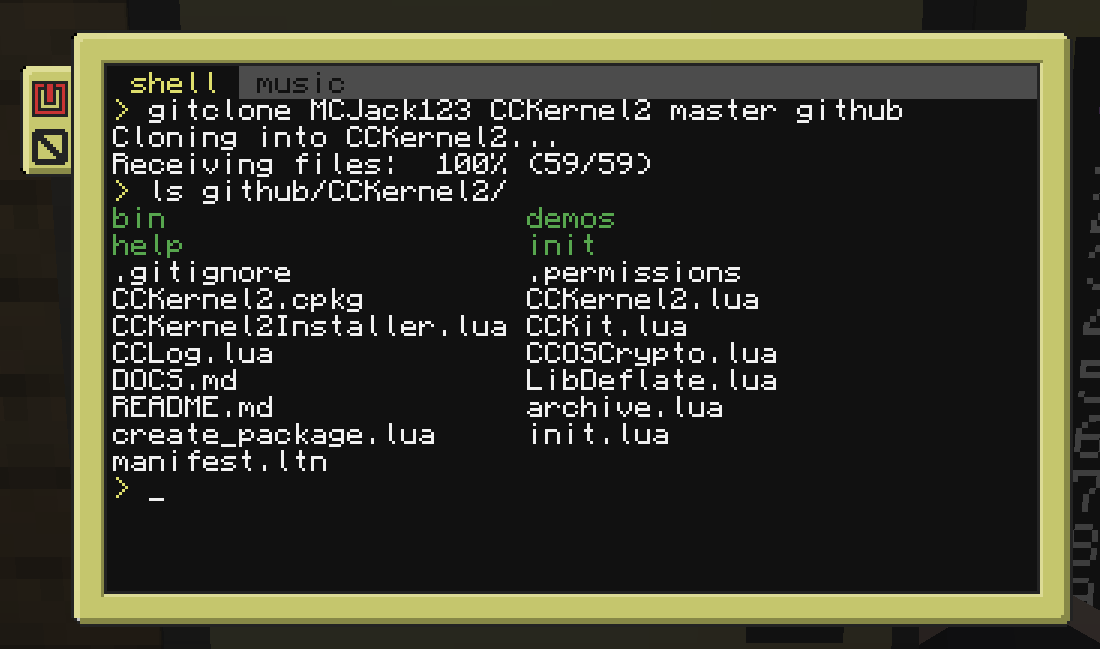 shell music
> gitclone MCJack123 CCKernel2 master github
Cloning into CCKernel2...
Receiving files:  100% (59/59)
> ls github/CCKernel2/
bin demos
help init
.gitignore .permissions
CCKernel2.cpkg CCKernel2.lua
CCKernel2Installer.lua CCKit.lua
CCLog.lua CCOSCrypto.lua
DOCS.md LibDeflate.lua
README.md archive.lua
create_package.lua init.lua
manifest.ltn
> _